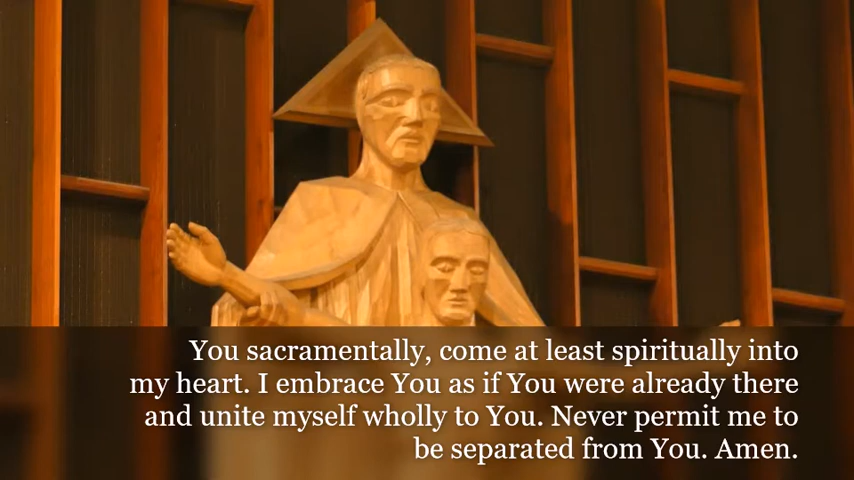 You sacramentally, come at least spiritually into
my heart. I embrace You as if You were already there
and unite myself wholly to You. Never permit me to
be separated from You. Amen.